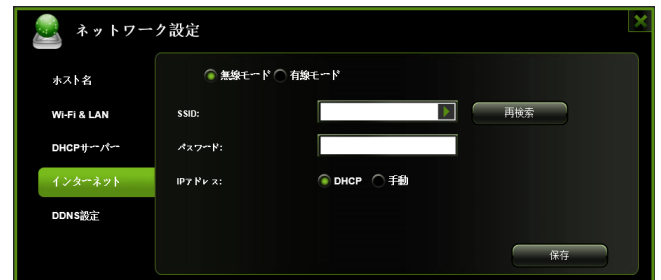 ネットワーク設定
ホスト名
Wi-Fi & LAN
DHCPサーバー
インターネット
DDNS設定
無線モード 有線モード
SSID:
再検索
パスワード:
IPアドレス:
DHCP 手動
保存